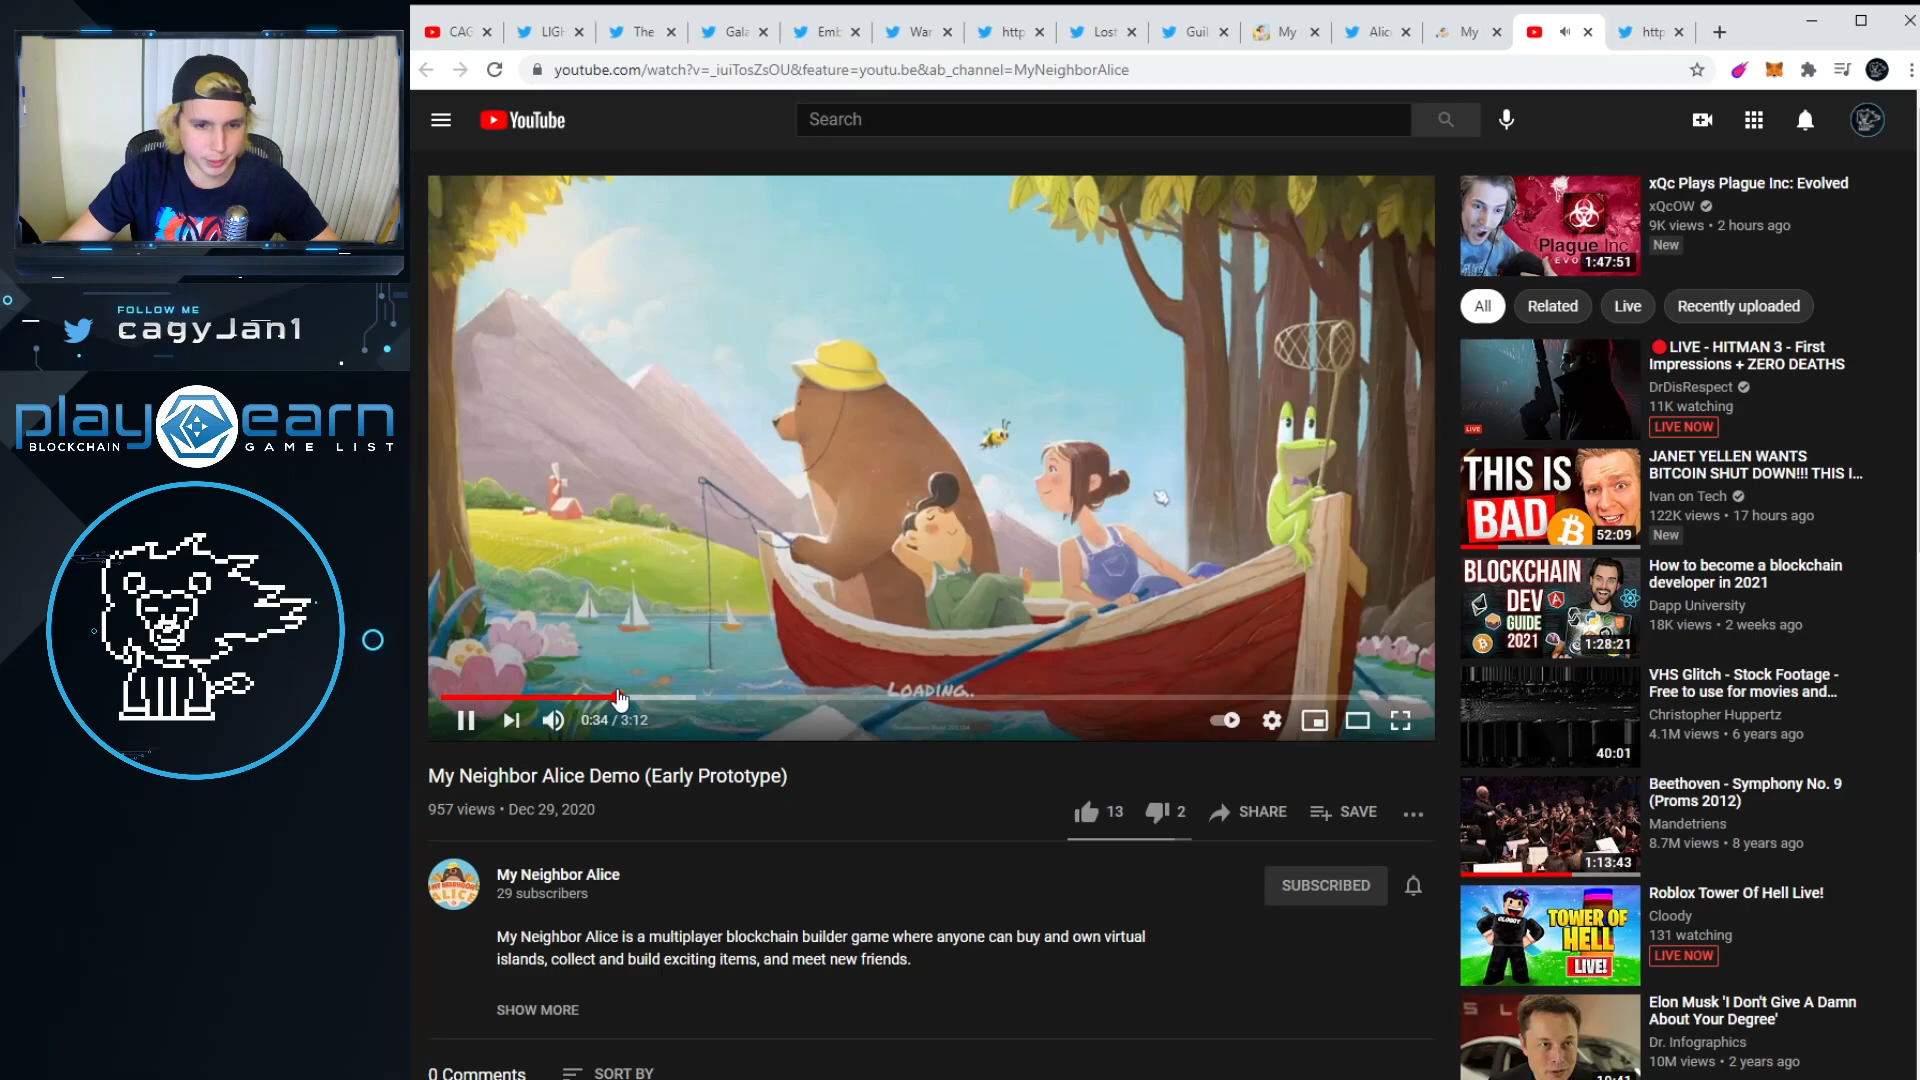 CAG
LIGH
The
Gala
Emb
War
http
Lost
Guil
My
Alic
My
http
youtube.com/watch?v=_iuiTosZsOU&feature=youtu.be&ab_channel=MyNeighborAlice
YouTube
Search
FOLLOW ME
cagyJan1
play earn
BLOCKCHAIN GAME LIST
LOADING..
0:34 / 3:12
My Neighbor Alice Demo (Early Prototype)
957 views • Dec 29, 2020
13
2
SHARE
SAVE
MY NEIGHBOR
ALICE
My Neighbor Alice
29 subscribers
SUBSCRIBED
My Neighbor Alice is a multiplayer blockchain builder game where anyone can buy and own virtual
islands, collect and build exciting items, and meet new friends.
SHOW MORE
0 Comments
SORT BY
Plague Inc
EVO
1:47:51
xQc Plays Plague Inc: Evolved
xQcOW
9K views • 2 hours ago
New
All
Related
Live
Recently uploaded
LIVE
LIVE - HITMAN 3 - First
Impressions + ZERO DEATHS
DrDisRespect
11K watching
LIVE NOW
THIS IS
BAD
52:09
JANET YELLEN WANTS
BITCOIN SHUT DOWN!!! THIS I...
Ivan on Tech
122K views • 17 hours ago
New
BLOCKCHAIN
DEV
GUIDE
2021
1:28:21
How to become a blockchain
developer in 2021
Dapp University
18K views • 2 weeks ago
40:01
VHS Glitch - Stock Footage -
Free to use for movies and...
Christopher Huppertz
4.1M views • 6 years ago
1:13:43
Beethoven - Symphony No. 9
(Proms 2012)
Mandetriens
8.7M views • 8 years ago
CLOODY
TOWER OF
HELL
LIVE!
Roblox Tower Of Hell Live!
Cloody
131 watching
LIVE NOW
Elon Musk 'I Don't Give A Damn
About Your Degree'
Dr. Infographics
10M views • 2 years ago